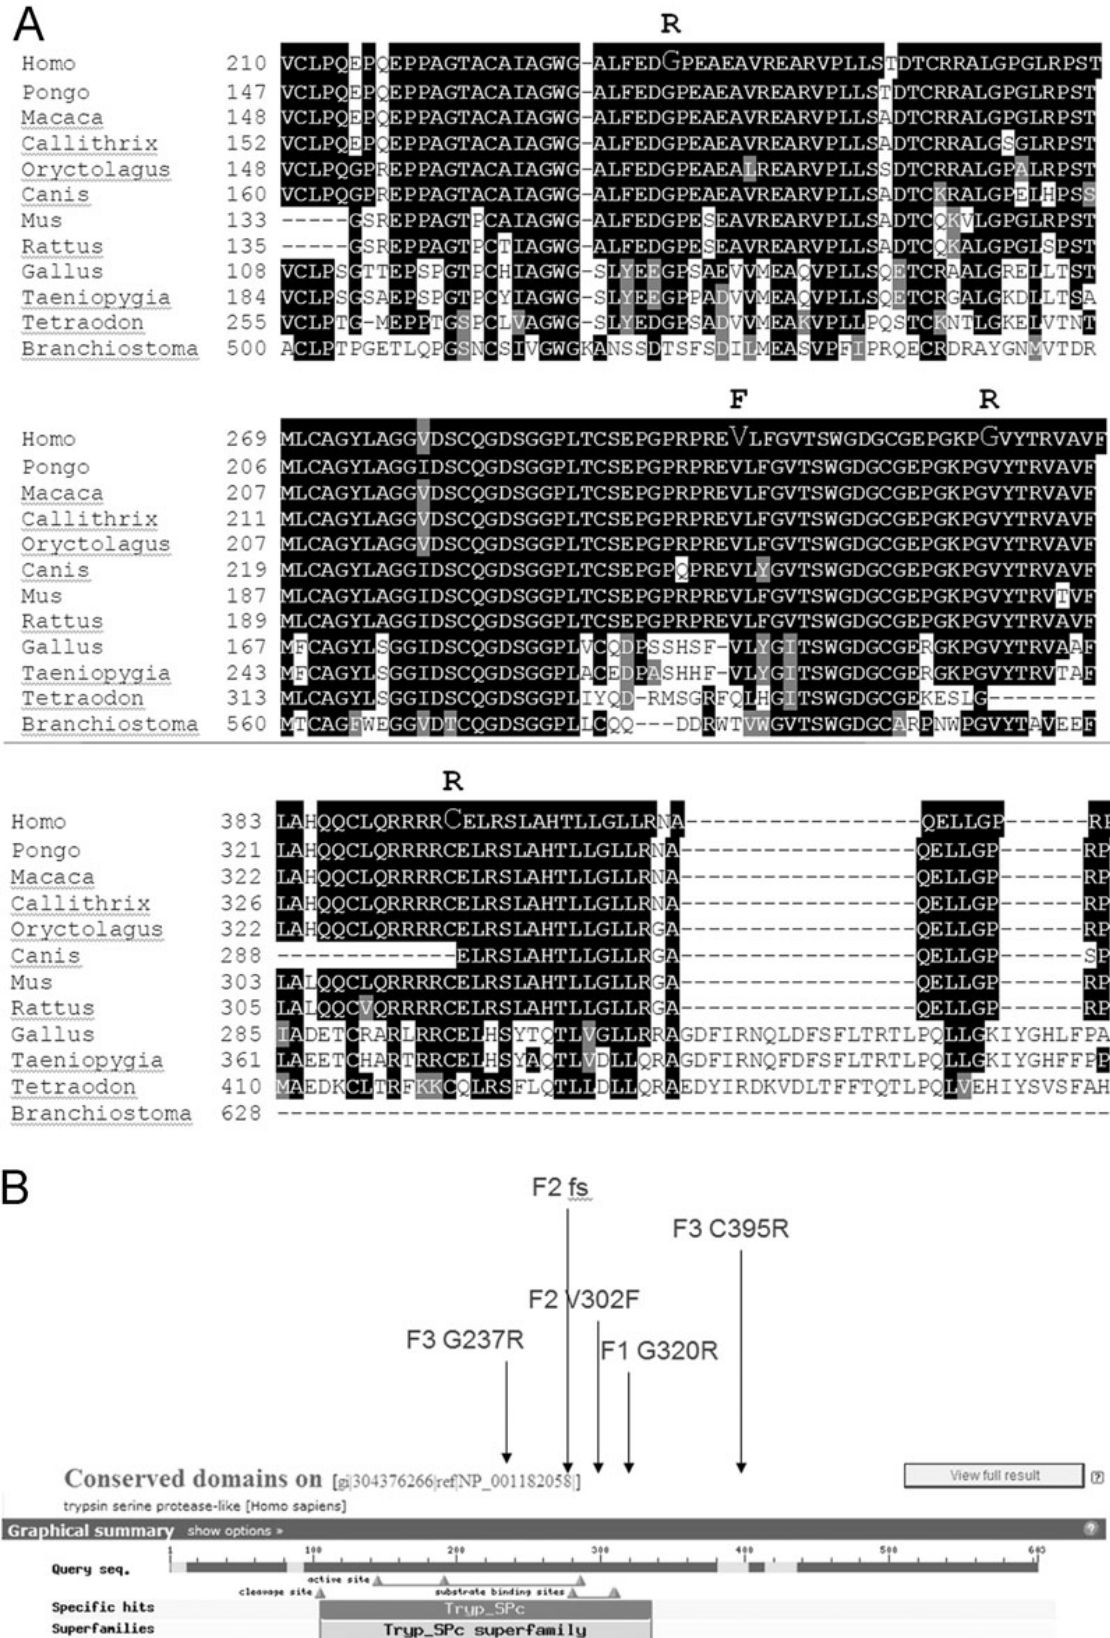 A
R
Homo 210 VCLPQEPQEPPAGTACAIAGWG-ALFEDGPEAEAVREARVPLLSTDTCRRALGPGLRPST
Pongo 147 VCLPQEPQEPPAGTACAIAGWG-ALFEDGPEAEAVREARVPLLSTDTCRRALGPGLRPST
Macaca 148 VCLPQEPQEPPAGTACAIAGWG-ALFEDGPEAEAVREARVPLLSADTCRRALGPGLRPST
Callithrix 152 VCLPQEPQEPPAGTACAIAGWG-ALFEDGPEAEAVREARVPLLSADTCRRALGSGLRPST
Oryctolagus 148 VCLPQGPREPPAGTACAIAGWG-ALFEDGPEAEALREARVPLLSSDTCRRALGPALRPST
Canis 160 VCLPQGPREPPAGTACAIAGWG-ALFEDGPEAEAVREARVPLLSADTCKRALGPELHPSS
Mus 133 -----GSREPPAGTPCAIAGWG-ALFEDGPESEAVREARVPLLSADTCQKVLGPGLRPST
Rattus 135 -----GSREPPAGTPCTIAGWG-ALFEDGPESEAVREARVPLLSADTCQKALGPGLSPST
Gallus 108 VCLPSGTTEPSPGTPCHIAGWG-SLYEEGPSAEVVMEAQVPLLSQETCRAALGRELLTST
Taeniopygia 184 VCLPSGSAEPSPGTPCYIAGWG-SLYEEGPPADVVMEAQVPLLSQETCRGALGKDLLTSA
Tetraodon 255 VCLPTG-MEPPTGSPCLVAGWG-SLYEDGPSADVVMEAKVPLLPQSTCKNTLGKELVTNT
Branchiostoma 500 ACLPTPGETLQPGSNCSIVGWGKANSSDTSFSDILMEASVPFIPRQECRDRAYGNMVTDR
F R
Homo 269 MLCAGYLAGGVDSCQGDSGGPLTCSEPGPRPREVLFGVTSWGDGCGEPGKPGVYTRVAVF
Pongo 206 MLCAGYLAGGIDSCQGDSGGPLTCSEPGPRPREVLFGVTSWGDGCGEPGKPGVYTRVAVF
Macaca 207 MLCAGYLAGGVDSCQGDSGGPLTCSEPGPRPREVLFGVTSWGDGCGEPGKPGVYTRVAVF
Callithrix 211 MLCAGYLAGGVDSCQGDSGGPLTCSEPGPRPREVLFGVTSWGDGCGEPGKPGVYTRVAVF
Oryctolagus 207 MLCAGYLAGGVDSCQGDSGGPLTCSEPGPRPREVLFGVTSWGDGCGEPGKPGVYTRVAVF
Canis 219 MLCAGYLAGGIDSCQGDSGGPLTCSEPGPQPREVLYGVTSWGDGCGEPGKPGVYTRVAVF
Mus 187 MLCAGYLAGGIDSCQGDSGGPLTCSEPGPRPREVLFGVTSWGDGCGEPGKPGVYTRVTVF
Rattus 189 MLCAGYLAGGIDSCQGDSGGPLTCSEPGPRPREVLFGVTSWGDGCGEPGKPGVYTRVAVF
Gallus 167 MFCAGYLSGGIDSCQGDSGGPLVCQDPSSHSF-VLYGITSWGDGCGERGKPGVYTRVAAF
Taeniopygia 243 MFCAGYLSGGIDSCQGDSGGPLACEDPASHHF-VLYGITSWGDGCGERGKPGVYTRVTAF
Tetraodon 313 MLCAGYLSGGIDSCQGDSGGPLIYQD-RMSGRFQLHGITSWGDGCGEKESLG--------
Branchiostoma 560 MTCAGFWEGGVDTCQGDSGGPLLCQQ---DDRWTVWGVTSWGDGCARPNWPGVYTAVEEF
R
Homo 383 LAHQQCLQRRRRCELRSLAHTLLGLLRNA-----------------QELLGP------RP
Pongo 321 LAHQQCLQRRRRCELRSLAHTLLGLLRNA-----------------QELLGP------RP
Macaca 322 LAHQQCLQRRRRCELRSLAHTLLGLLRNA-----------------QELLGP------RP
Callithrix 326 LAHQQCLQRRRRCELRSLAHTLLGLLRNA-----------------QELLGP------RP
Oryctolagus 322 LAHQQCLQRRRRCELRSLAHTLLGLLRGA-----------------QELLGP------RP
Canis 288 -------------ELRSLAHTLLGLLRGA-----------------QELLGP------SP
Mus 303 LALQQCLQRRRRCELRSLAHTLLGLLRGA-----------------QELLGP------RP
Rattus 305 LALQQCVQRRRRCELRSLAHTLLGLLRGA-----------------QELLGP------RP
Gallus 285 IADETCRARLRRCELHSYTQTLVGLLRRAGDFIRNQLDFSFLTRTLPQLLGKIYGHLFPA
Taeniopygia 361 LAEETCHARTRRCELHSYAQTLVDLLQRAGDFIRNQFDFSFLTRTLPQLLGKIYGHFFPP
Tetraodon 410 MAEDKCLTRFKKCQLRSFLQTLLDLLQRAEDYIRDKVDLTFFTQTLPQLVEHIYSVSFAH
Branchiostoma 628 ------------------------------------------------------------
B
F2 fs
F3 C395R
F2 V302F
F3 G237R
F1 G320R
Conserved domains on [gi|304376266|ref|NP_001182058|]
View full result ?
trypsin serine protease-like [Homo sapiens]
Graphical summary show options » ?
1 100 200 300 400 500 603
Query seq.
active site
cleavage site substrate binding sites
Specific hits Tryp_SPc
Superfamilies Tryp_SPc superfamily